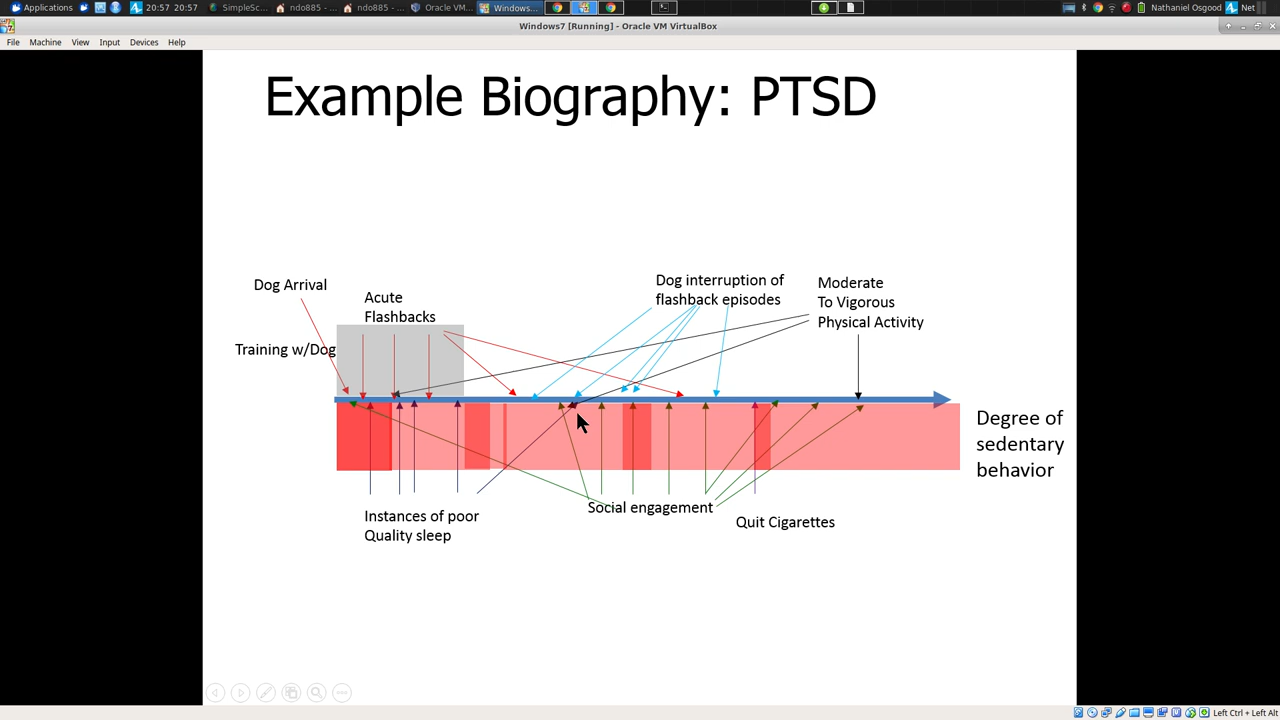 Applications
20:57
20:57
SimpleSc...
ndo885 - ...
ndo885 - ...
Oracle VM...
Windows...
Nathaniel Osgood
Net
Windows7 [Running] - Oracle VM VirtualBox
File Machine View Input Devices Help
Example Biography: PTSD
Dog Arrival
Acute
Flashbacks
Training w/Dog
Dog interruption of
flashback episodes
Moderate
To Vigorous
Physical Activity
Degree of
sedentary
behavior
Instances of poor
Quality sleep
Social engagement
Quit Cigarettes
Left Ctrl + Left Alt